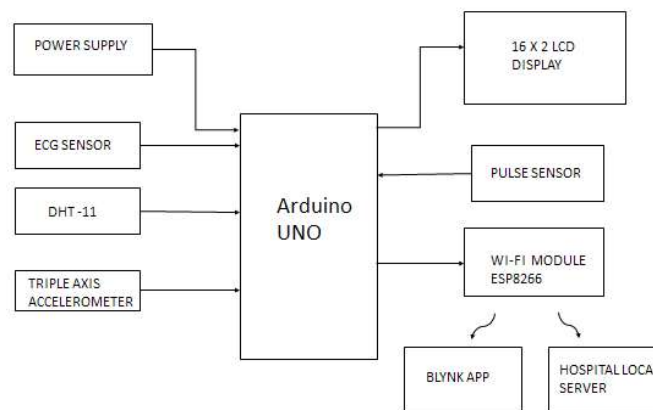 POWER SUPPLY
16 X 2 LCD
DISPLAY
ECG SENSOR
PULSE SENSOR
DHT -11
Arduino
UNO
WI-FI MODULE
ESP8266
TRIPLE AXIS
ACCELEROMETER
BLYNK APP
HOSPITAL LOCA
SERVER